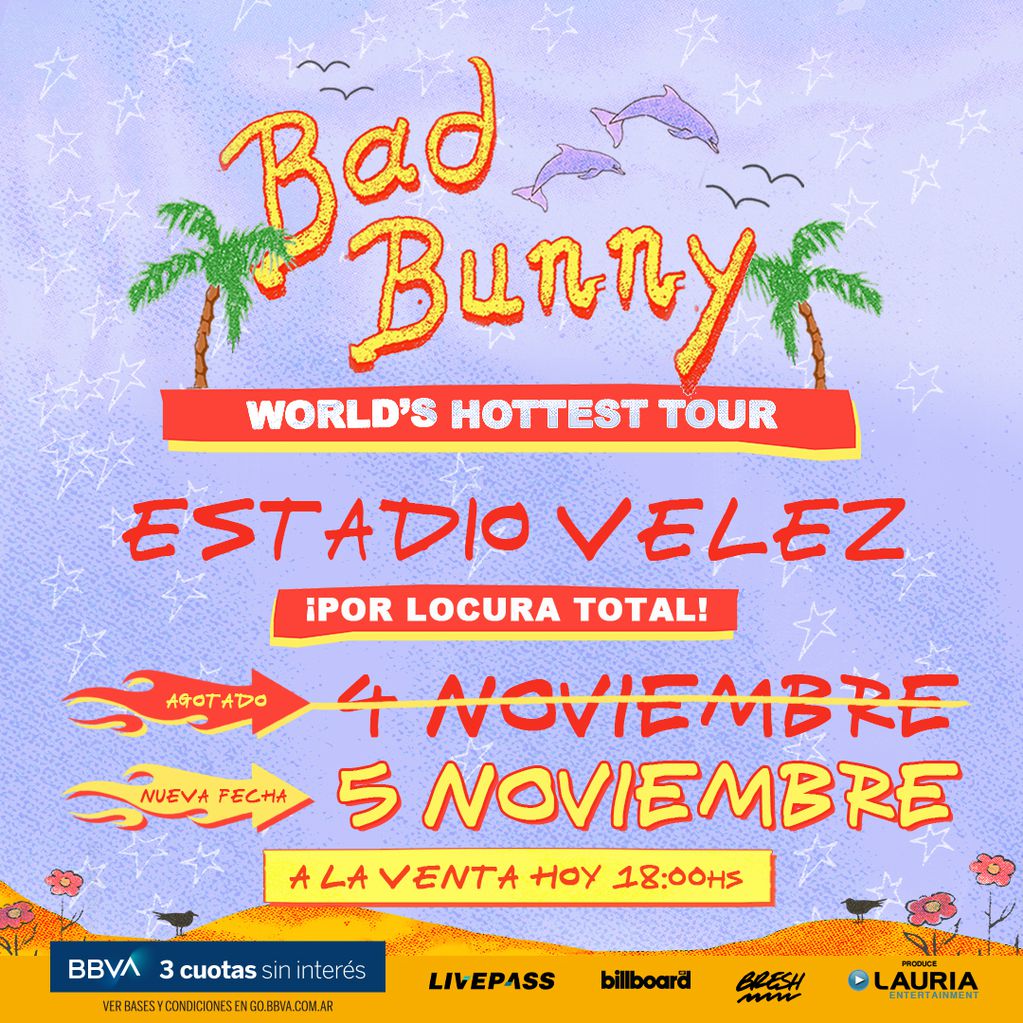 Bad
Bunny
WORLD'S HOTTEST TOUR
ESTADIO VELEZ
¡POR LOCURA TOTAL!
AGOTADO
4 NOVIEMBRE
NUEVA FECHA
5 NOVIEMBRE
A LA VENTA HOY 18:00HS
BBVA 3 cuotas sin interés
VER BASES Y CONDICIONES EN GO.BBVA.COM.AR
LIVEPASS
billboard
BRESH
PRODUCE
LAURIA
ENTERTAINMENT